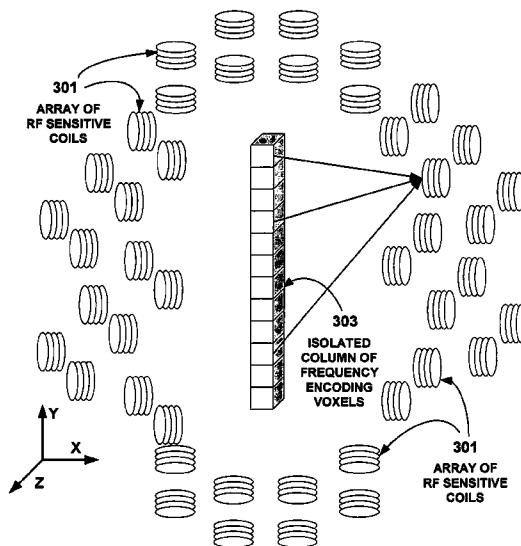 301
ARRAY OF
RF SENSITIVE
COILS
303
ISOLATED
COLUMN OF
FREQUENCY
ENCODING
VOXELS
Y
X
Z
301
ARRAY OF
RF SENSITIVE
COILS